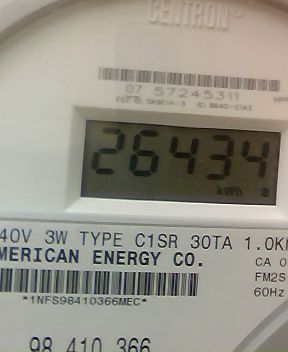 CENTRON®
07 57245311
26434
kWh
40V 3W TYPE C1SR 30TA 1.0K
MERICAN ENERGY CO.
CA 0
FM2S
60Hz
*1NFS98410366MEC*
98 410 366